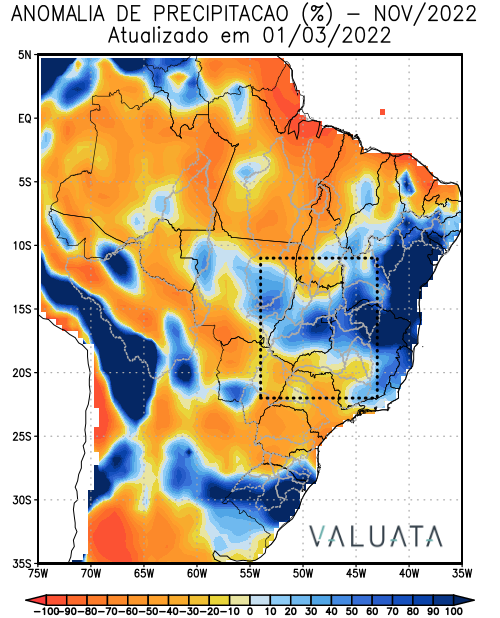 ANOMALIA DE PRECIPITACAO (%) – NOV/2022
Atualizado em 01/03/2022
5N
EQ
5S
10S
15S
20S
25S
30S
35S
VALUATA
75W 70W 65W 60W 55W 50W 45W 40W 35W
-100 -90 -80 -70 -60 -50 -40 -30 -20 -10 0 10 20 30 40 50 60 70 80 90 100